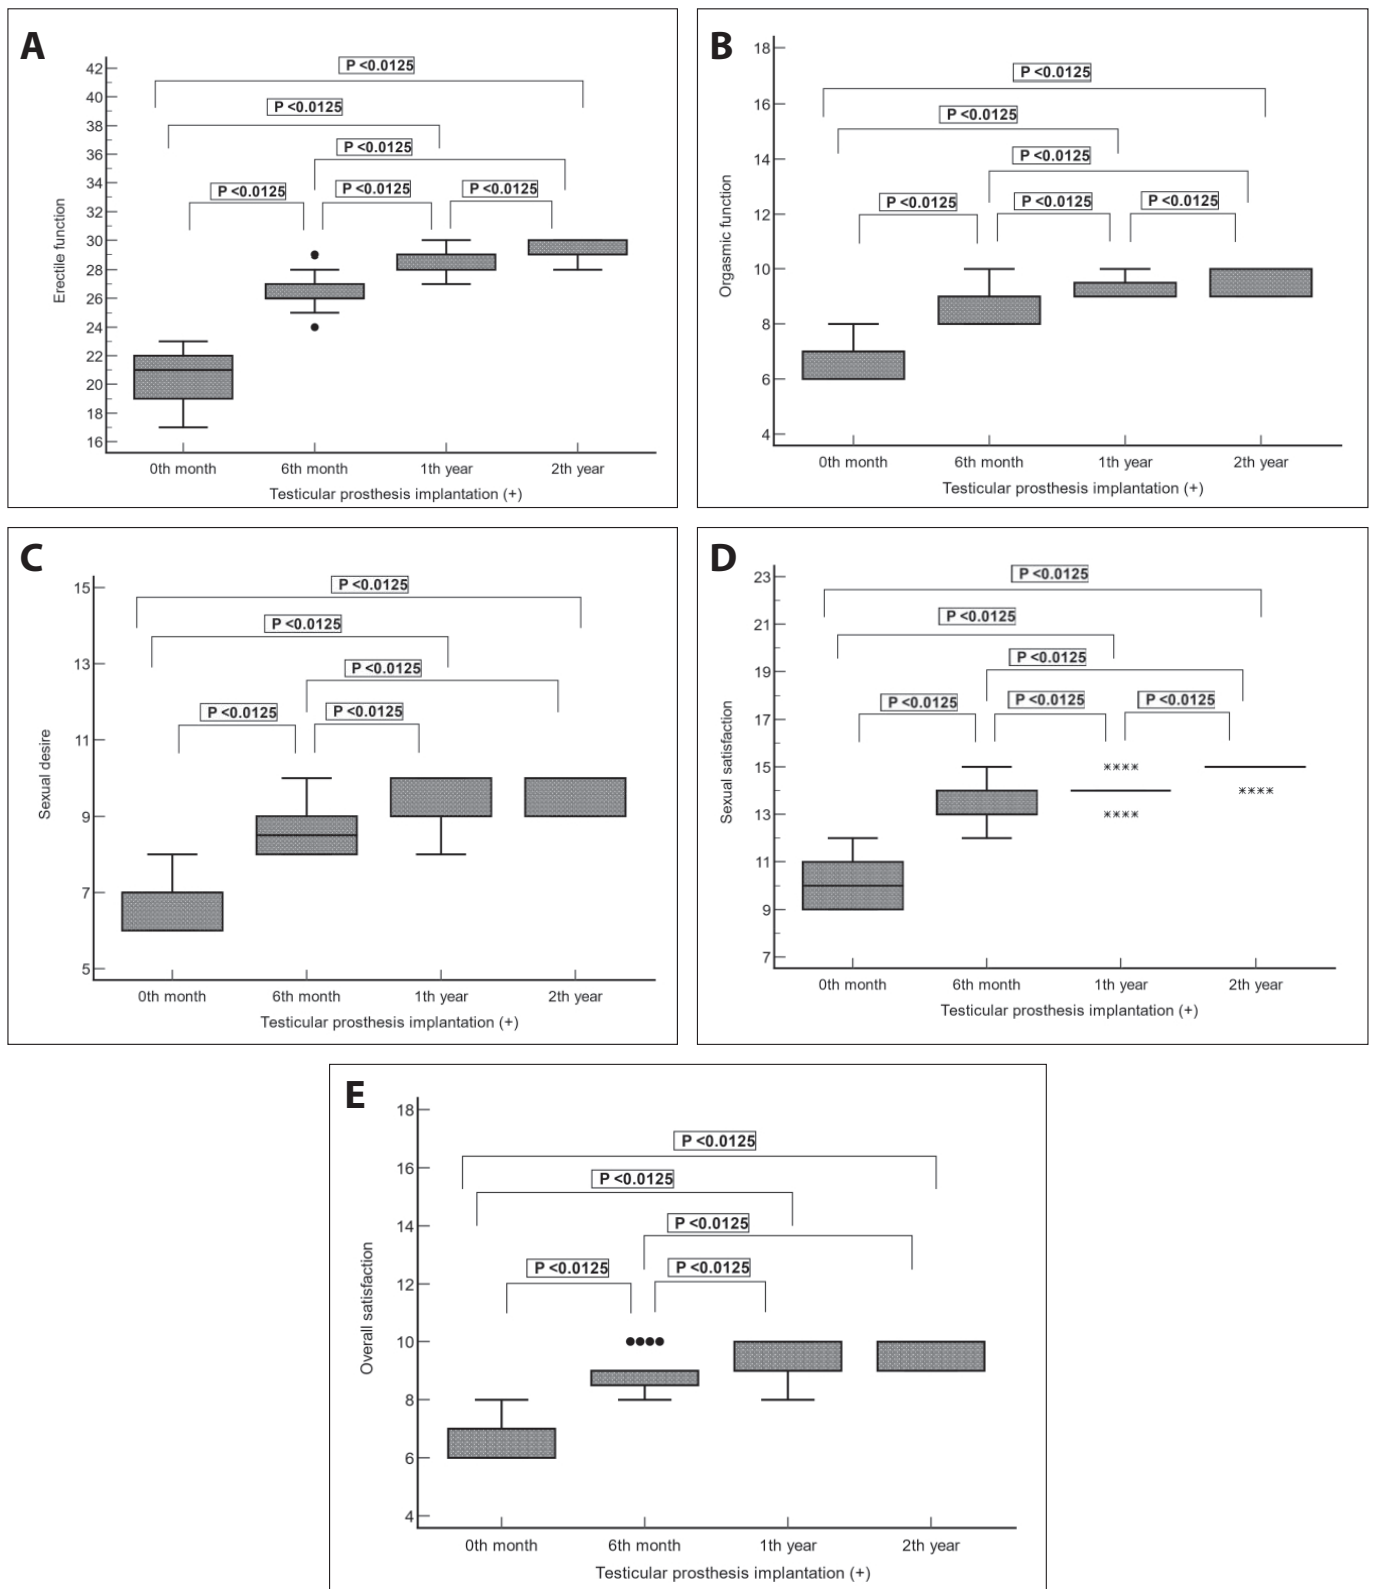 A
P <0.0125
P <0.0125
P <0.0125
P <0.0125
P <0.0125
P <0.0125
42
40
38
36
34
32
30
28
26
24
22
20
18
16
Erectile function
0th month 6th month 1th year 2th year
Testicular prosthesis implantation (+)
B
P <0.0125
P <0.0125
P <0.0125
P <0.0125
P <0.0125
P <0.0125
18
16
14
12
10
8
6
4
Orgasmic function
0th month 6th month 1th year 2th year
Testicular prosthesis implantation (+)
C
P <0.0125
P <0.0125
P <0.0125
P <0.0125
P <0.0125
15
13
11
9
7
5
Sexual desire
0th month 6th month 1th year 2th year
Testicular prosthesis implantation (+)
D
P <0.0125
P <0.0125
P <0.0125
P <0.0125
P <0.0125
P <0.0125
23
21
19
17
15
13
11
9
7
Sexual satisfaction
0th month 6th month 1th year 2th year
Testicular prosthesis implantation (+)
E
P <0.0125
P <0.0125
P <0.0125
P <0.0125
P <0.0125
18
16
14
12
10
8
6
4
Overall satisfaction
0th month 6th month 1th year 2th year
Testicular prosthesis implantation (+)